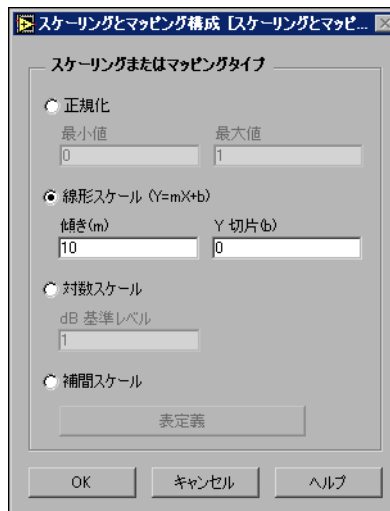 スケーリングとマッピング構成 [スケーリングとマッピ...
スケーリングまたはマッピングタイプ
正規化
最小値 最大値
0 1
線形スケール (Y=mX+b)
傾き(m) Y 切片(b)
10 0
対数スケール
dB 基準レベル
1
補間スケール
表定義
OK キャンセル ヘルプ